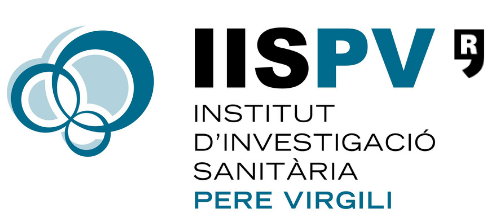 IISPV R
INSTITUT
D'INVESTIGACIÓ
SANITÀRIA
PERE VIRGILI